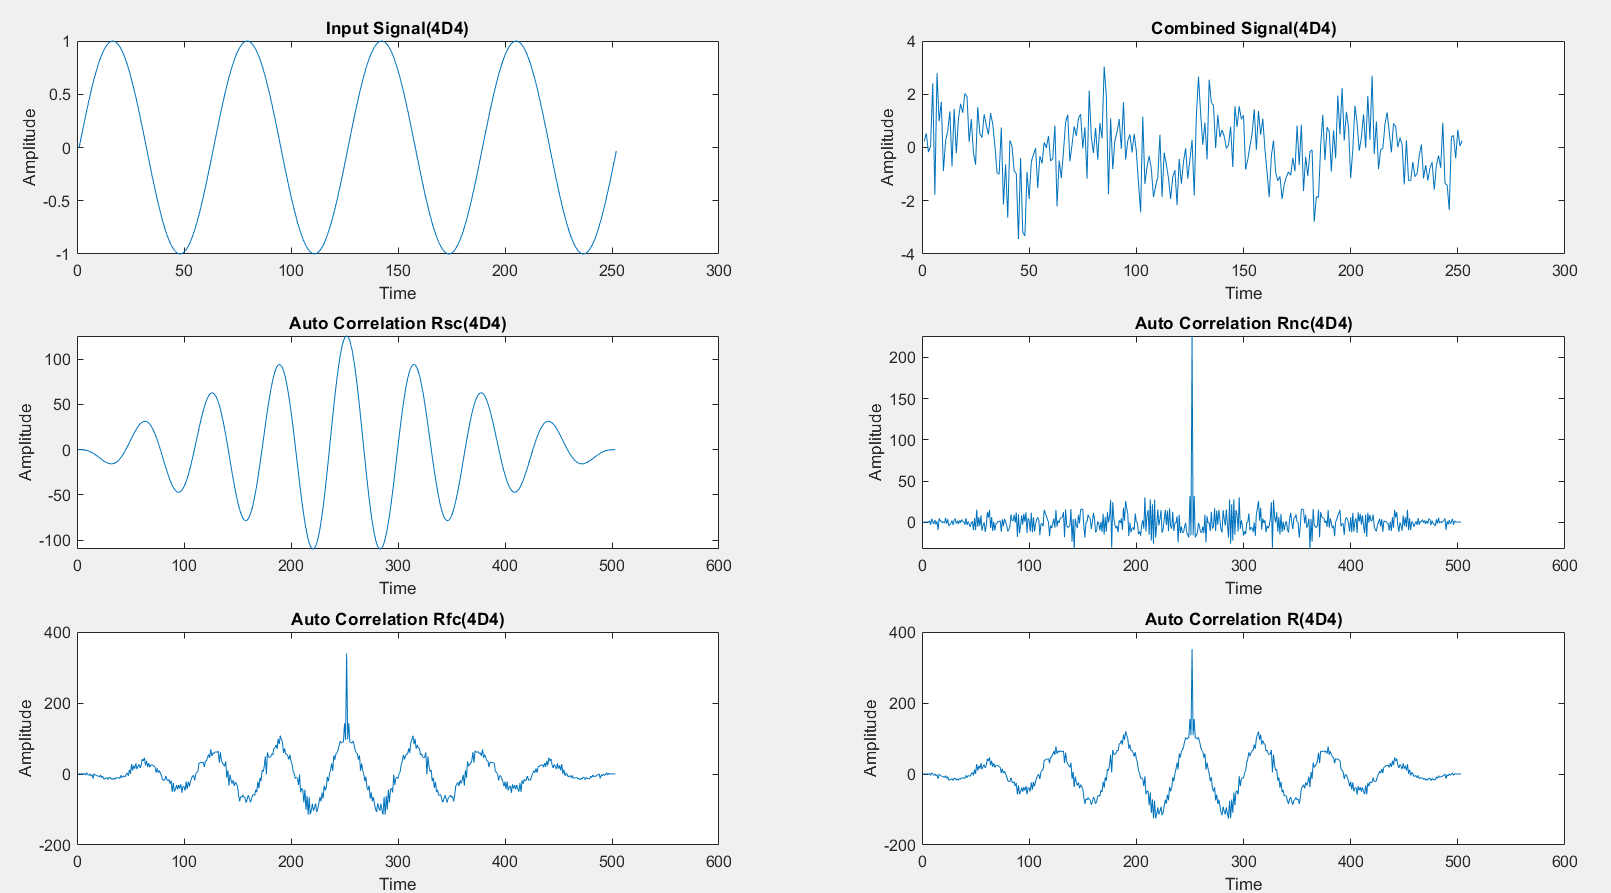 Input Signal(4D4)
1
0.5
0
-0.5
-1
Amplitude
0 50 100 150 200 250 300
Time
Combined Signal(4D4)
4
2
0
-2
-4
Amplitude
0 50 100 150 200 250 300
Time
Auto Correlation Rsc(4D4)
100
50
0
-50
-100
Amplitude
0 100 200 300 400 500 600
Time
Auto Correlation Rnc(4D4)
200
150
100
50
0
Amplitude
0 100 200 300 400 500 600
Time
Auto Correlation Rfc(4D4)
400
200
0
-200
Amplitude
0 100 200 300 400 500 600
Time
Auto Correlation R(4D4)
400
200
0
-200
Amplitude
0 100 200 300 400 500 600
Time